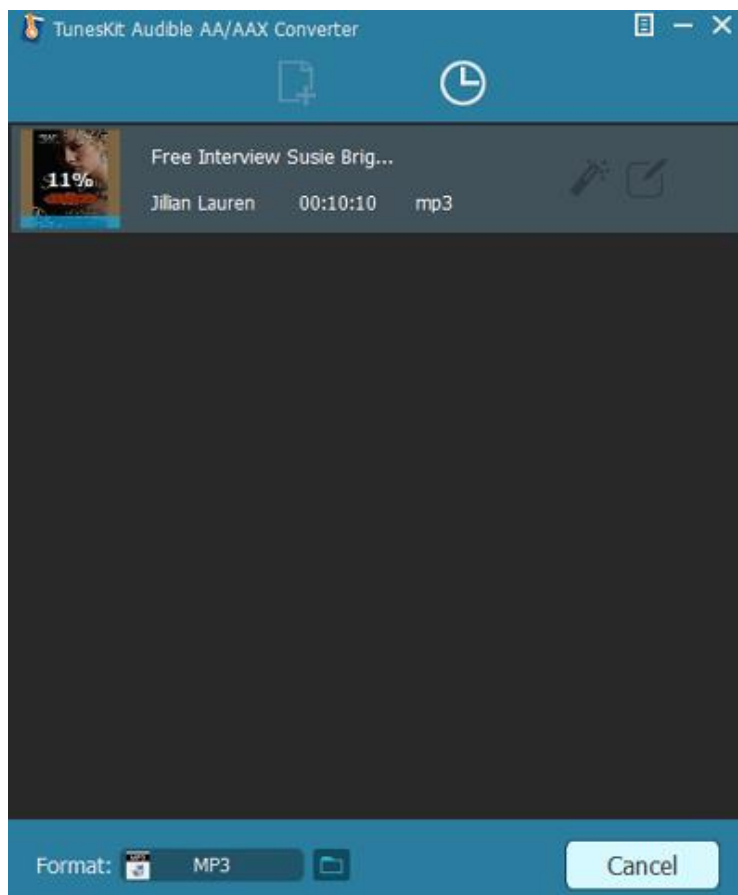 TunesKit Audible AA/AAX Converter
11%
Free Interview Susie Brig...
Jillian Lauren 00:10:10 mp3
Format: MP3
Cancel